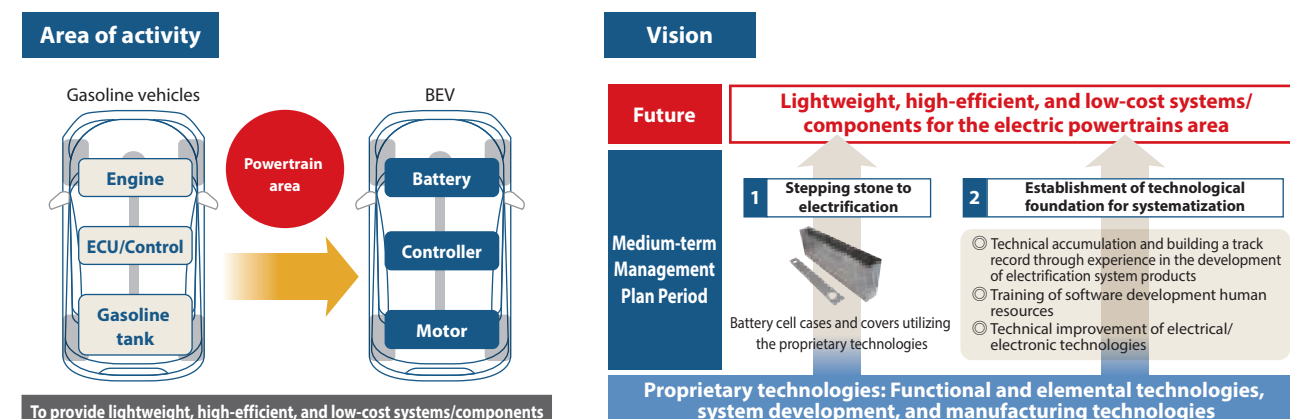 Area of activity
Gasoline vehicles
BEV
Powertrain
area
Engine
ECU/Control
Gasoline
tank
Battery
Controller
Motor
To provide lightweight, high-efficient, and low-cost systems/components
Vision
Future
Lightweight, high-efficient, and low-cost systems/
components for the electric powertrains area
Medium-term
Management
Plan Period
1
Stepping stone to
electrification
Battery cell cases and covers utilizing
the proprietary technologies
2
Establishment of technological
foundation for systematization
◎ Technical accumulation and building a track
record through experience in the development
of electrification system products
◎ Training of software development human
resources
◎ Technical improvement of electrical/
electronic technologies
Proprietary technologies: Functional and elemental technologies,
system development, and manufacturing technologies